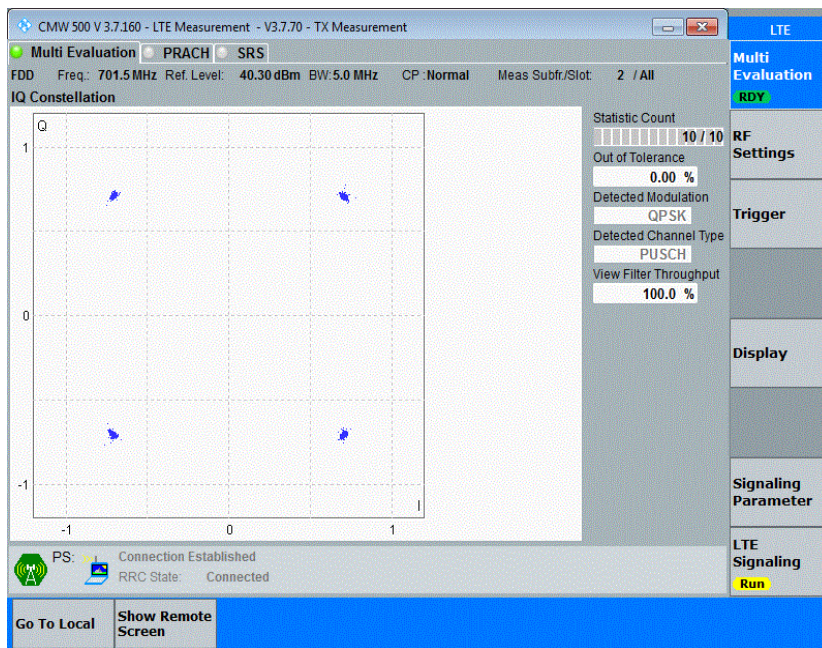 CMW 500 V 3.7.160 - LTE Measurement - V3.7.70 - TX Measurement
LTE
Multi Evaluation PRACH SRS
FDD Freq.: 701.5 MHz Ref. Level: 40.30 dBm BW: 5.0 MHz CP : Normal Meas Subfr./Slot: 2 / All
IQ Constellation
Q
1
0
-1
I
-1 0 1
Statistic Count
10 / 10
Out of Tolerance
0.00 %
Detected Modulation
QPSK
Detected Channel Type
PUSCH
View Filter Throughput
100.0 %
Multi
Evaluation
RDY
RF
Settings
Trigger
Display
Signaling
Parameter
LTE
Signaling
Run
PS: Connection Established
RRC State: Connected
Go To Local
Show Remote
Screen